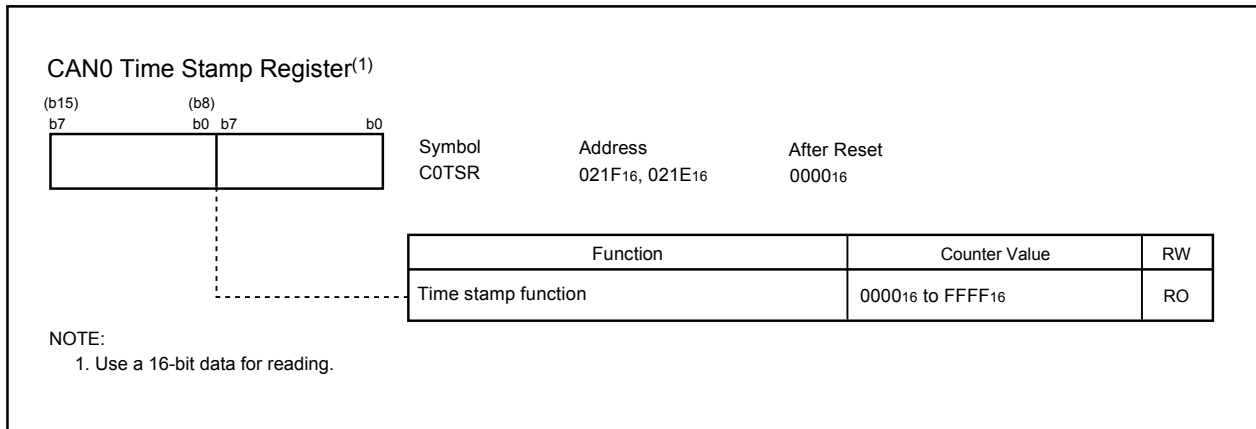 CAN0 Time Stamp Register(1)
(b15) (b8)
b7 b0 b7 b0
Symbol Address After Reset
C0TSR 021F16, 021E16 000016
Function Counter Value RW
Time stamp function 000016 to FFFF16 RO
NOTE:
1. Use a 16-bit data for reading.